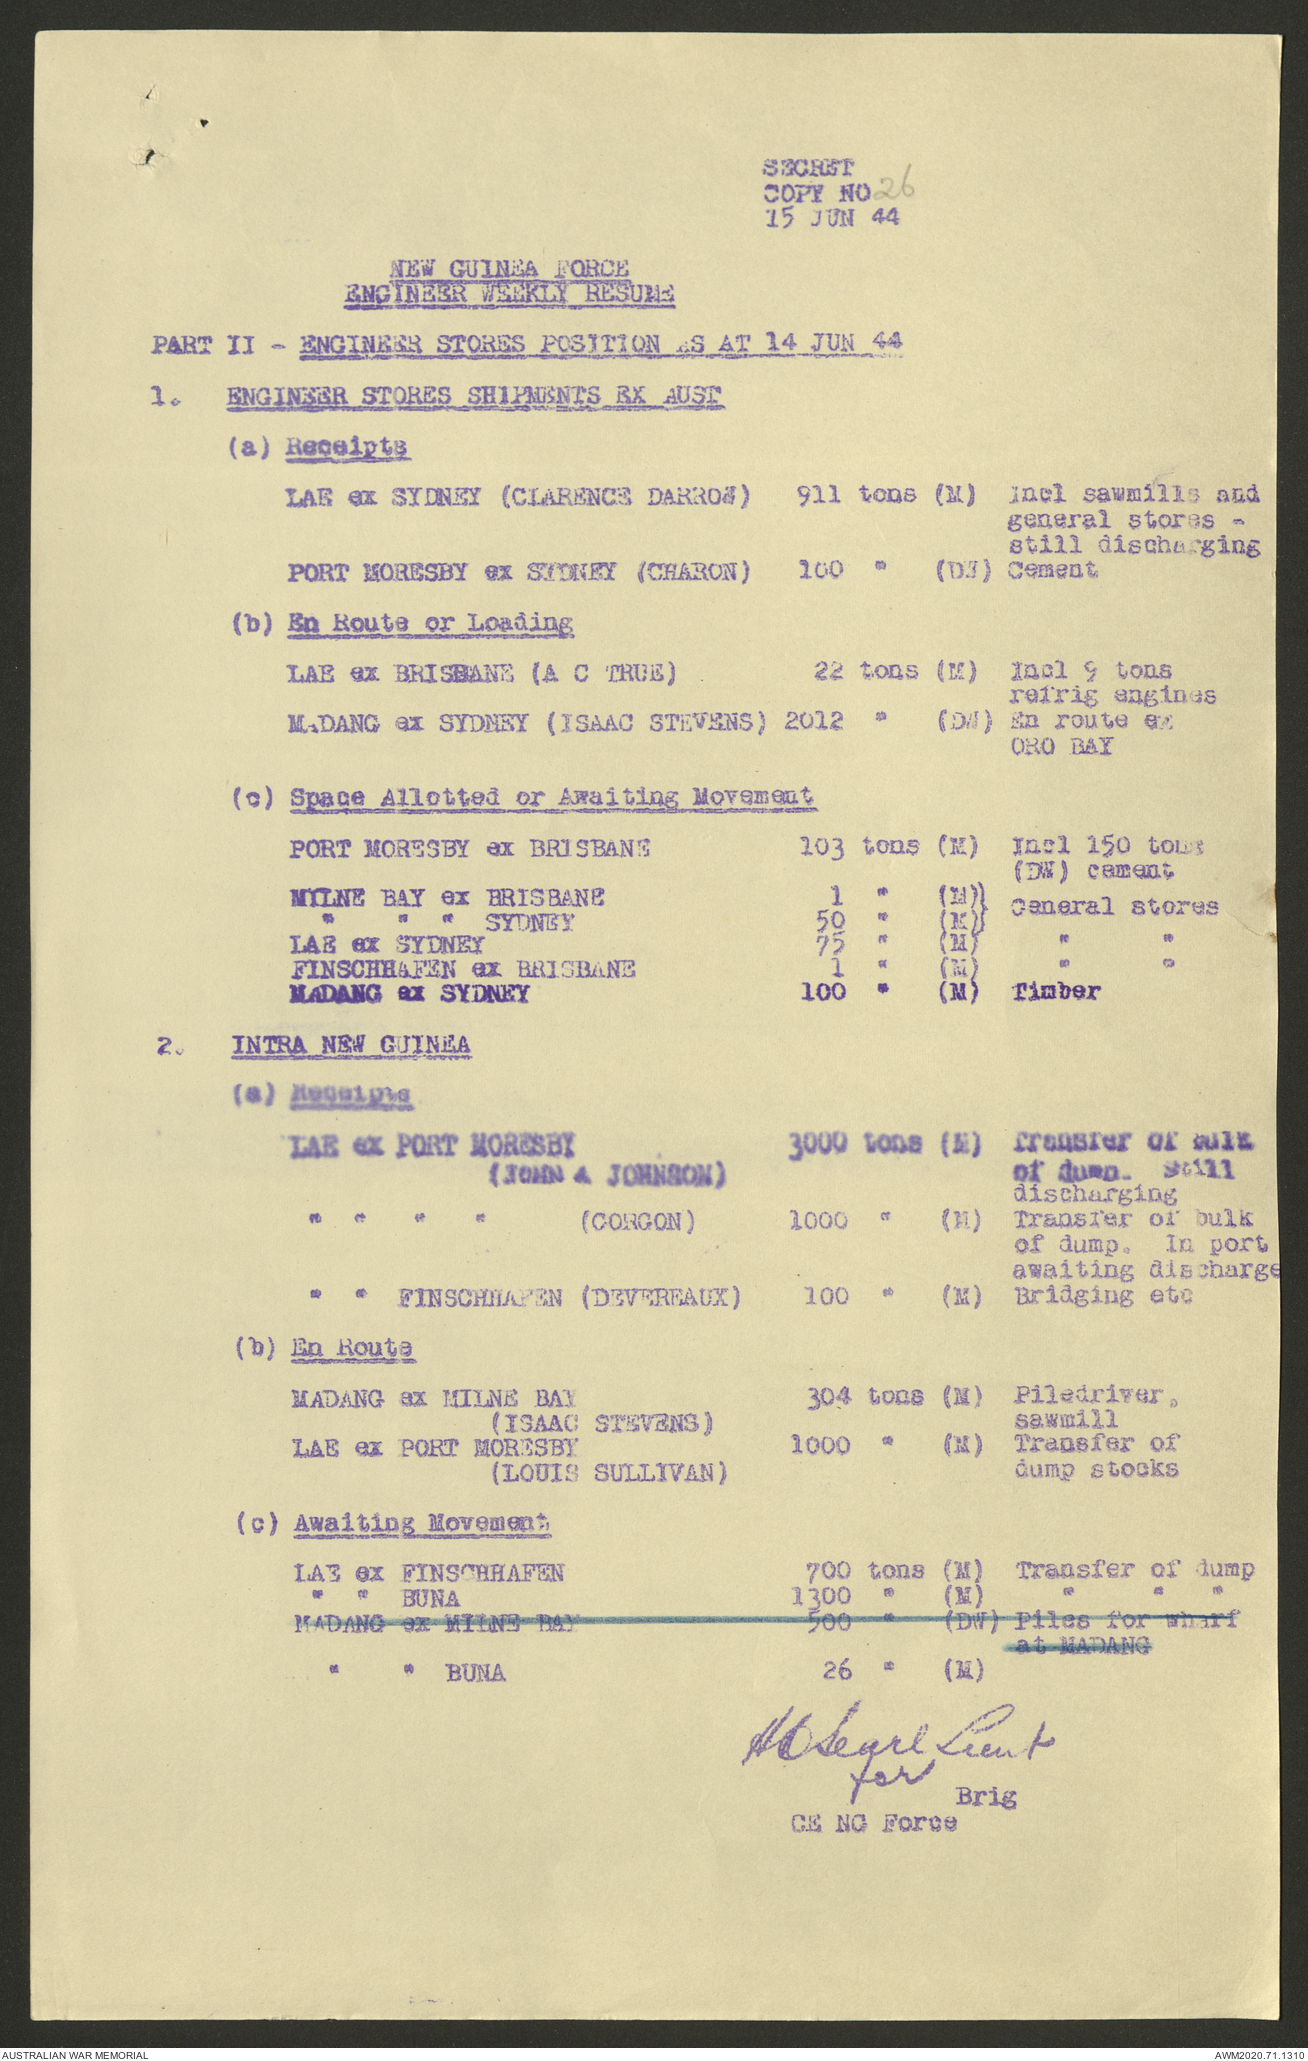 SECRET
COPY NO 26
15 JUN 44
NEW GUINEA FORCE
ENGINEER WEEKLY RESUME
PART II - ENGINEER STORES POSITION AS AT 14 JUN 44
1. ENGINEER STORES SHIPMENTS EX AUST
(a) Receipts
LAE ex SYDNEY (CLARENCE DARROW) 911 tons (M) Incl sawmills and
general stores -
still discharging
PORT MORESBY ex SYDNEY (CHARON) 100 " (DW) Cement
(b) En Route or Loading
LAE ex BRISBANE (A C TRUE) 22 tons (M) Incl 9 tons
refrig engines
MADANG ex SYDNEY (ISAAC STEVENS) 2012 " (DW) En route ex
ORO BAY
(c) Space Allotted or Awaiting Movement
PORT MORESBY ex BRISBANE 103 tons (M) Incl 150 tons
(DW) cement
MILNE BAY ex BRISBANE 1 " (M)} General stores
" " " SYDNEY 50 " (M)}
LAE ex SYDNEY 75 " (M) " "
FINSCHHAFEN ex BRISBANE 1 " (M) " "
MADANG ex SYDNEY 100 " (M) Timber
2. INTRA NEW GUINEA
(a) Receipts
LAE ex PORT MORESBY 3000 tons (M) Transfer of bulk
(JOHN A JOHNSON) of dump. Still
discharging
" " " " (GORGON) 1000 " (M) Transfer of bulk
of dump. In port
awaiting discharge
" " FINSCHHAFEN (DEVEREAUX) 100 " (M) Bridging etc
(b) En Route
MADANG ex MILNE BAY 304 tons (M) Piledriver,
(ISAAC STEVENS) sawmill
LAE ex PORT MORESBY 1000 " (M) Transfer of
(LOUIS SULLIVAN) dump stocks
(c) Awaiting Movement
LAE ex FINSCHHAFEN 700 tons (M) Transfer of dump
" " BUNA 1300 " (M) " " "
MADANG ex MILNE BAY 500 " (DW) Piles for wharf
at MADANG
" " BUNA 26 " (M)
Searl Lieut
for Brig
CE NG Force
AUSTRALIAN WAR MEMORIAL AWM2020.71.1310